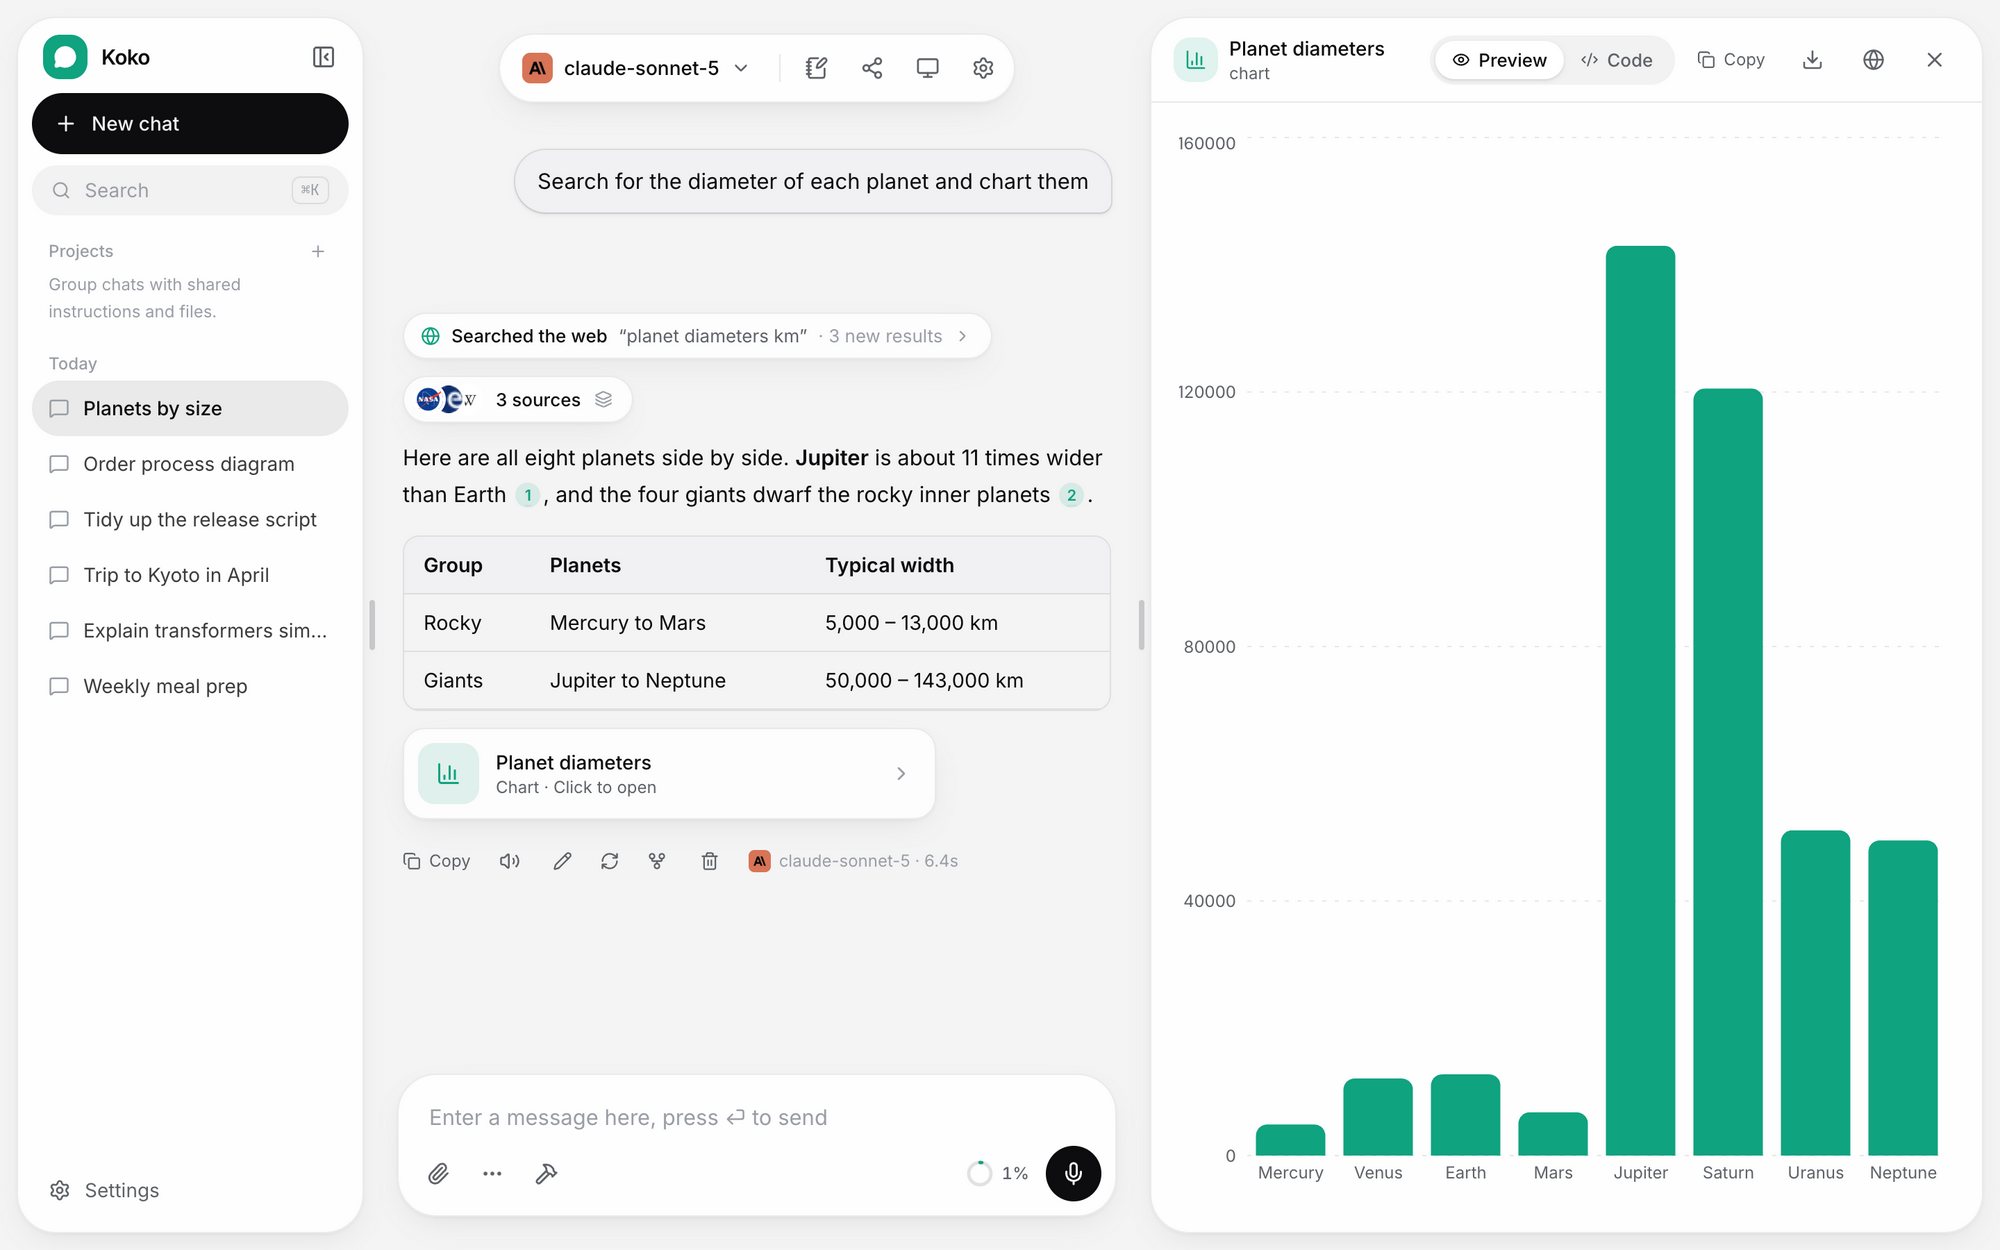 Koko
New chat
Search ⌘K
Projects
Group chats with shared
instructions and files.
Today
Planets by size
Order process diagram
Tidy up the release script
Trip to Kyoto in April
Explain transformers sim...
Weekly meal prep
Settings
claude-sonnet-5
Search for the diameter of each planet and chart them
Searched the web “planet diameters km” · 3 new results
NASA e W 3 sources
Here are all eight planets side by side. Jupiter is about 11 times wider
than Earth 1 , and the four giants dwarf the rocky inner planets 2 .
Group Planets Typical width
Rocky Mercury to Mars 5,000 – 13,000 km
Giants Jupiter to Neptune 50,000 – 143,000 km
Planet diameters
Chart · Click to open
Copy claude-sonnet-5 · 6.4s
Enter a message here, press ⏎ to send
1%
Planet diameters
chart
Preview Code Copy
160000
120000
80000
40000
0
Mercury Venus Earth Mars Jupiter Saturn Uranus Neptune